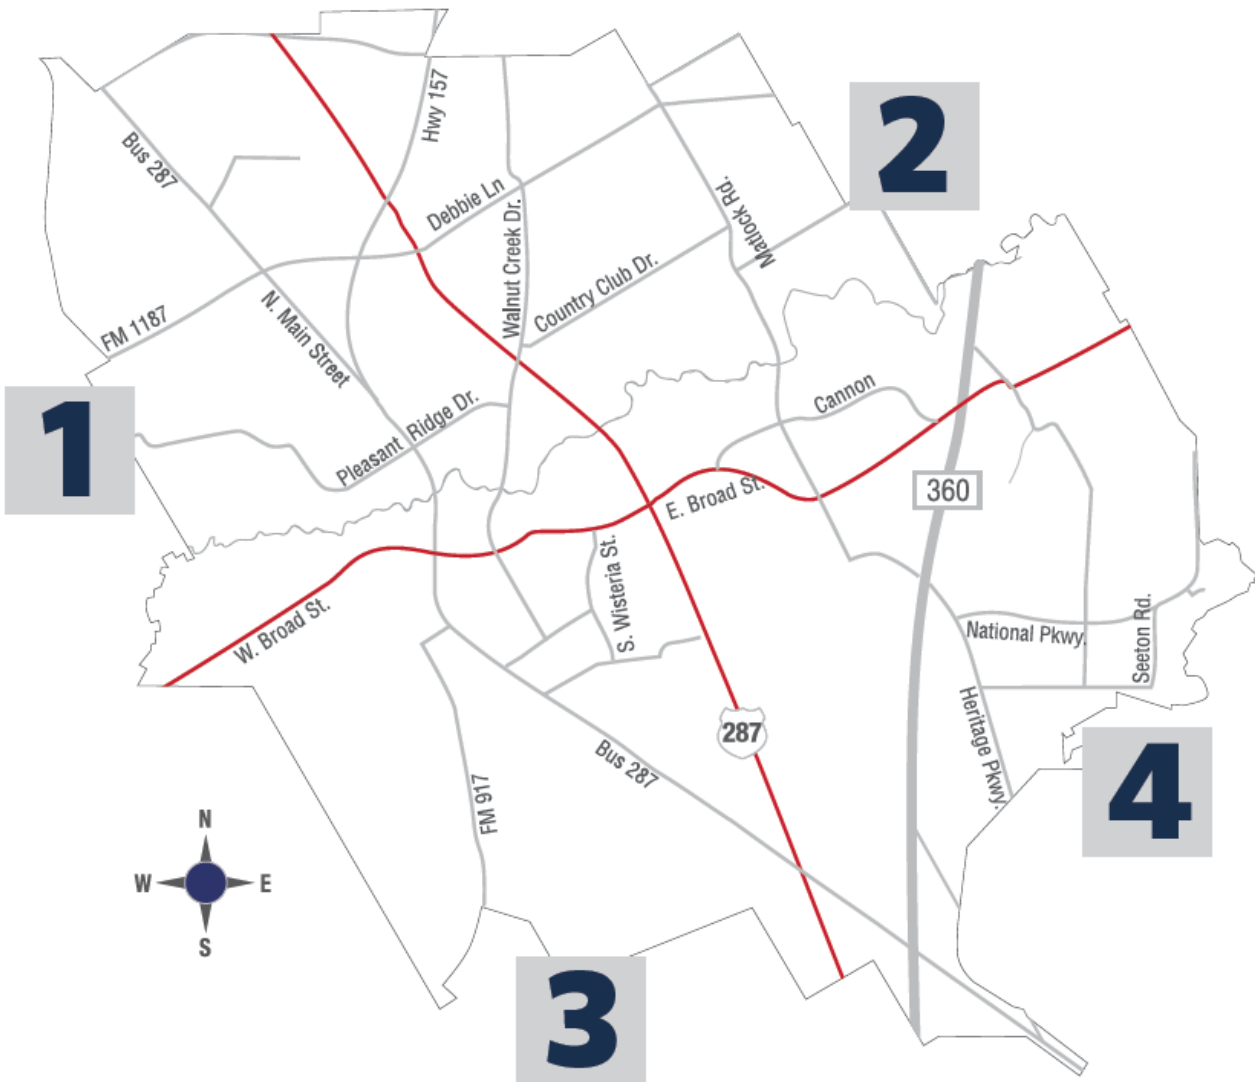 Hwy 157
Bus 287
2
Debbie Ln
Matlock Rd.
Walnut Creek Dr.
Country Club Dr.
FM 1187
N. Main Street
1
Cannon
Pleasant Ridge Dr.
360
E. Broad St.
S. Wisteria St.
W. Broad St.
National Pkwy.
Seeton Rd.
287
Heritage Pkwy.
Bus 287
FM 917
4
N
W E
S
3